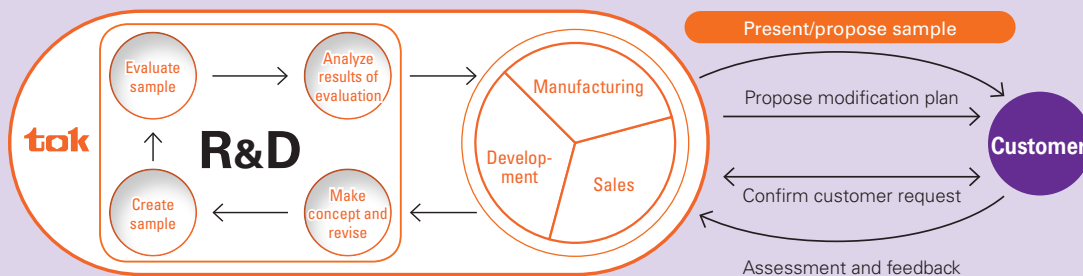 Present/propose sample
Evaluate
sample
Analyze
results of
evaluation
Manufacturing
Propose modification plan
tok
R&D
Customer
Develop-
ment
Sales
Create
sample
Make
concept and
revise
Confirm customer request
Assessment and feedback